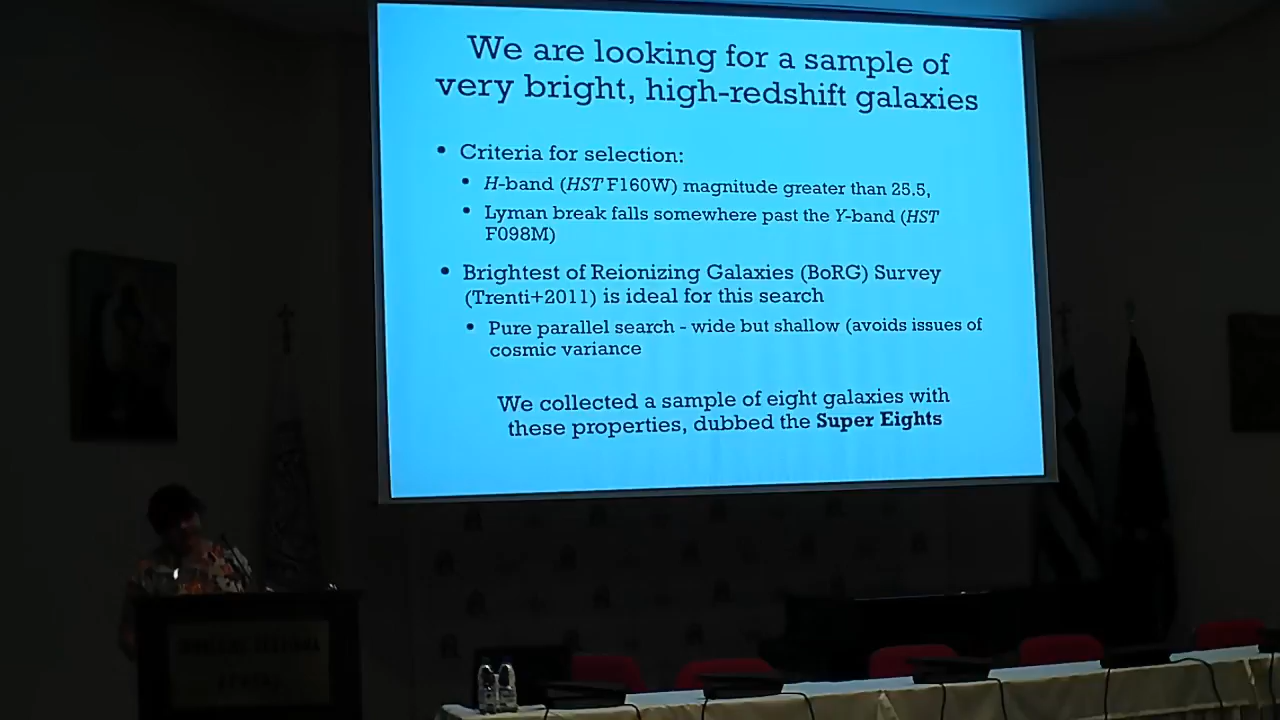 We are looking for a sample of
very bright, high-redshift galaxies
• Criteria for selection:
• H-band (HST F160W) magnitude greater than 25.5,
• Lyman break falls somewhere past the Y-band (HST
F098M)
• Brightest of Reionizing Galaxies (BoRG) Survey
(Trenti+2011) is ideal for this search
• Pure parallel search - wide but shallow (avoids issues of
cosmic variance
We collected a sample of eight galaxies with
these properties, dubbed the Super Eights